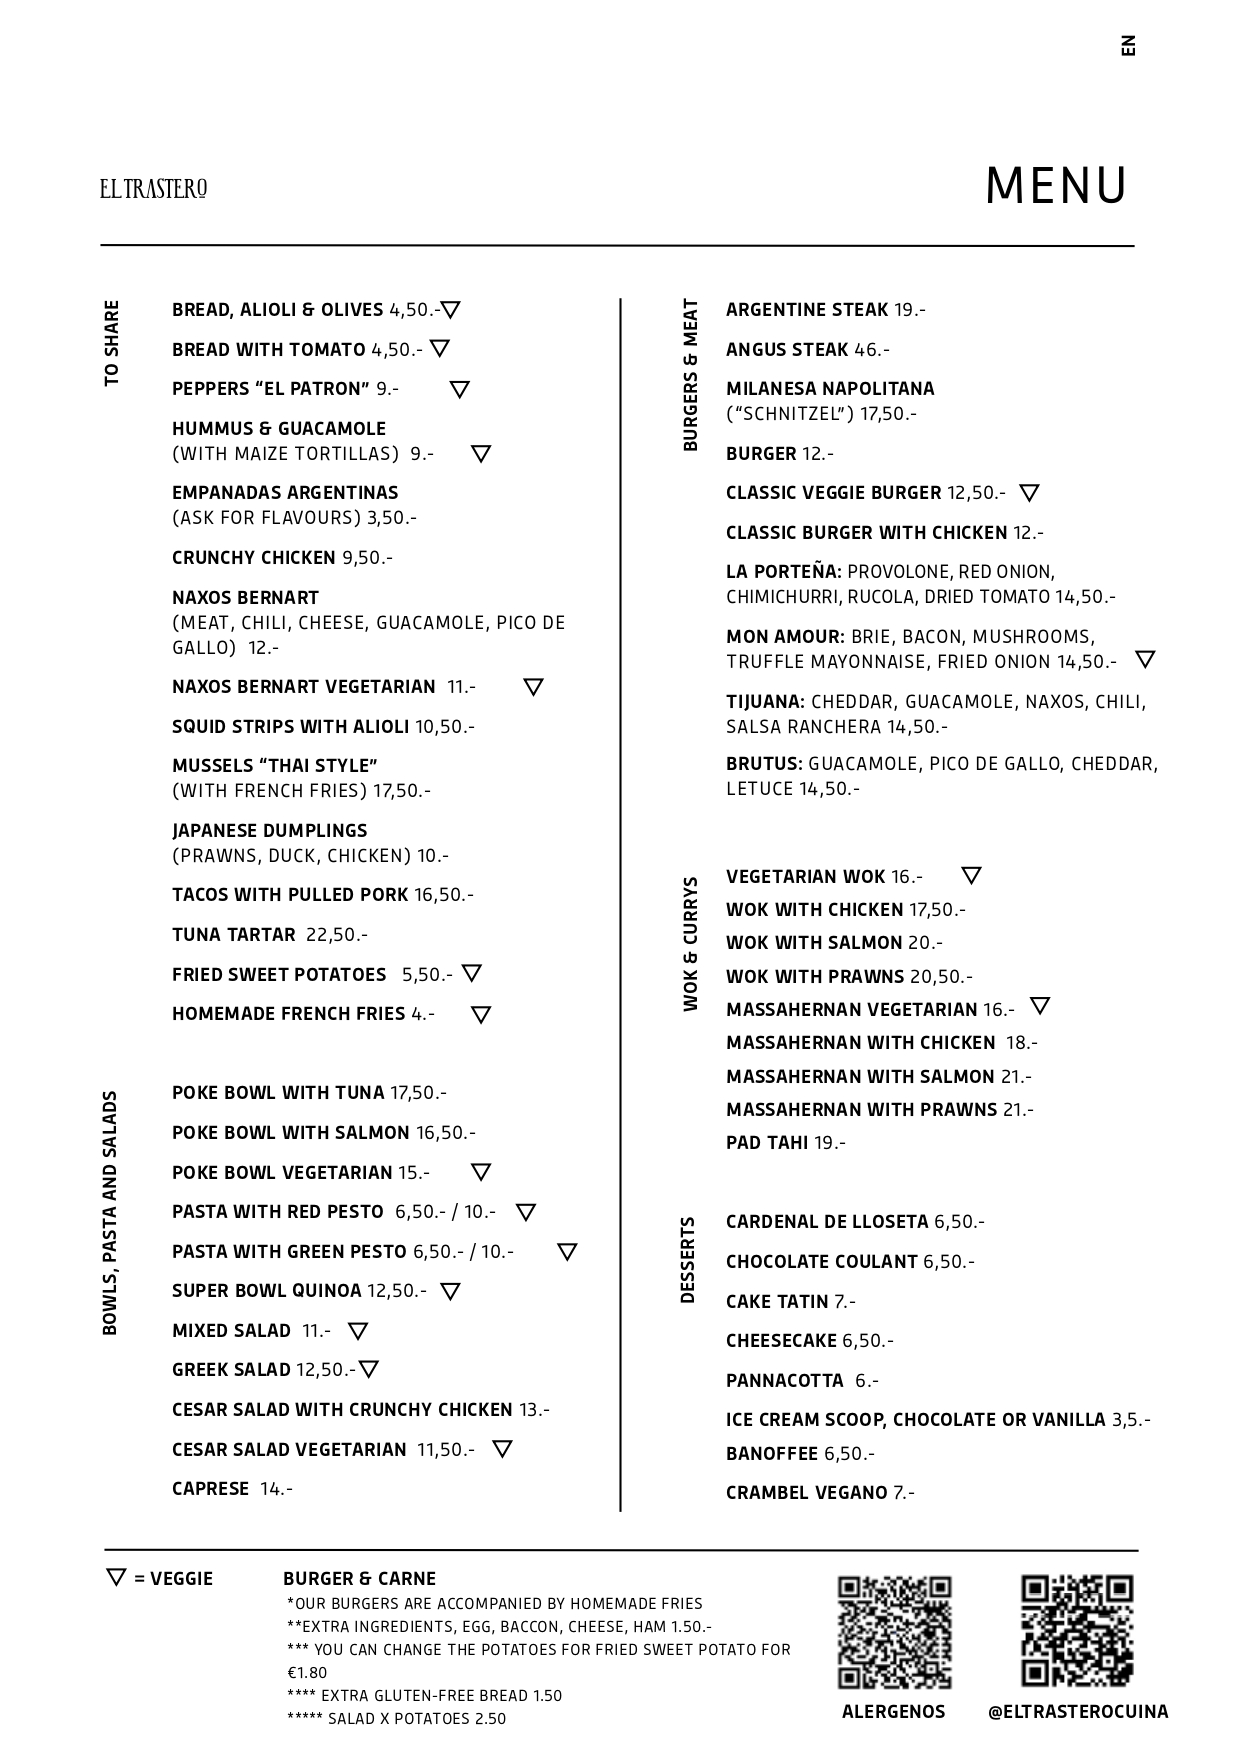 EN
EL TRASTERO
MENU
TO SHARE
BREAD, ALIOLI & OLIVES 4,50.-
BREAD WITH TOMATO 4,50.-
PEPPERS “EL PATRON” 9.-
HUMMUS & GUACAMOLE
(WITH MAIZE TORTILLAS) 9.-
EMPANADAS ARGENTINAS
(ASK FOR FLAVOURS) 3,50.-
CRUNCHY CHICKEN 9,50.-
NAXOS BERNART
(MEAT, CHILI, CHEESE, GUACAMOLE, PICO DE
GALLO) 12.-
NAXOS BERNART VEGETARIAN 11.-
SQUID STRIPS WITH ALIOLI 10,50.-
MUSSELS “THAI STYLE”
(WITH FRENCH FRIES) 17,50.-
JAPANESE DUMPLINGS
(PRAWNS, DUCK, CHICKEN) 10.-
TACOS WITH PULLED PORK 16,50.-
TUNA TARTAR 22,50.-
FRIED SWEET POTATOES 5,50.-
HOMEMADE FRENCH FRIES 4.-
BOWLS, PASTA AND SALADS
POKE BOWL WITH TUNA 17,50.-
POKE BOWL WITH SALMON 16,50.-
POKE BOWL VEGETARIAN 15.-
PASTA WITH RED PESTO 6,50.- / 10.-
PASTA WITH GREEN PESTO 6,50.- / 10.-
SUPER BOWL QUINOA 12,50.-
MIXED SALAD 11.-
GREEK SALAD 12,50.-
CESAR SALAD WITH CRUNCHY CHICKEN 13.-
CESAR SALAD VEGETARIAN 11,50.-
CAPRESE 14.-
BURGERS & MEAT
ARGENTINE STEAK 19.-
ANGUS STEAK 46.-
MILANESA NAPOLITANA
(“SCHNITZEL”) 17,50.-
BURGER 12.-
CLASSIC VEGGIE BURGER 12,50.-
CLASSIC BURGER WITH CHICKEN 12.-
LA PORTEÑA: PROVOLONE, RED ONION,
CHIMICHURRI, RUCOLA, DRIED TOMATO 14,50.-
MON AMOUR: BRIE, BACON, MUSHROOMS,
TRUFFLE MAYONNAISE, FRIED ONION 14,50.-
TIJUANA: CHEDDAR, GUACAMOLE, NAXOS, CHILI,
SALSA RANCHERA 14,50.-
BRUTUS: GUACAMOLE, PICO DE GALLO, CHEDDAR,
LETUCE 14,50.-
WOK & CURRYS
VEGETARIAN WOK 16.-
WOK WITH CHICKEN 17,50.-
WOK WITH SALMON 20.-
WOK WITH PRAWNS 20,50.-
MASSAHERNAN VEGETARIAN 16.-
MASSAHERNAN WITH CHICKEN 18.-
MASSAHERNAN WITH SALMON 21.-
MASSAHERNAN WITH PRAWNS 21.-
PAD TAHI 19.-
DESSERTS
CARDENAL DE LLOSETA 6,50.-
CHOCOLATE COULANT 6,50.-
CAKE TATIN 7.-
CHEESECAKE 6,50.-
PANNACOTTA 6.-
ICE CREAM SCOOP, CHOCOLATE OR VANILLA 3,5.-
BANOFFEE 6,50.-
CRAMBEL VEGANO 7.-
= VEGGIE
BURGER & CARNE
*OUR BURGERS ARE ACCOMPANIED BY HOMEMADE FRIES
**EXTRA INGREDIENTS, EGG, BACCON, CHEESE, HAM 1.50.-
*** YOU CAN CHANGE THE POTATOES FOR FRIED SWEET POTATO FOR
€1.80
**** EXTRA GLUTEN-FREE BREAD 1.50
***** SALAD X POTATOES 2.50
ALERGENOS
@ELTRASTEROCUINA